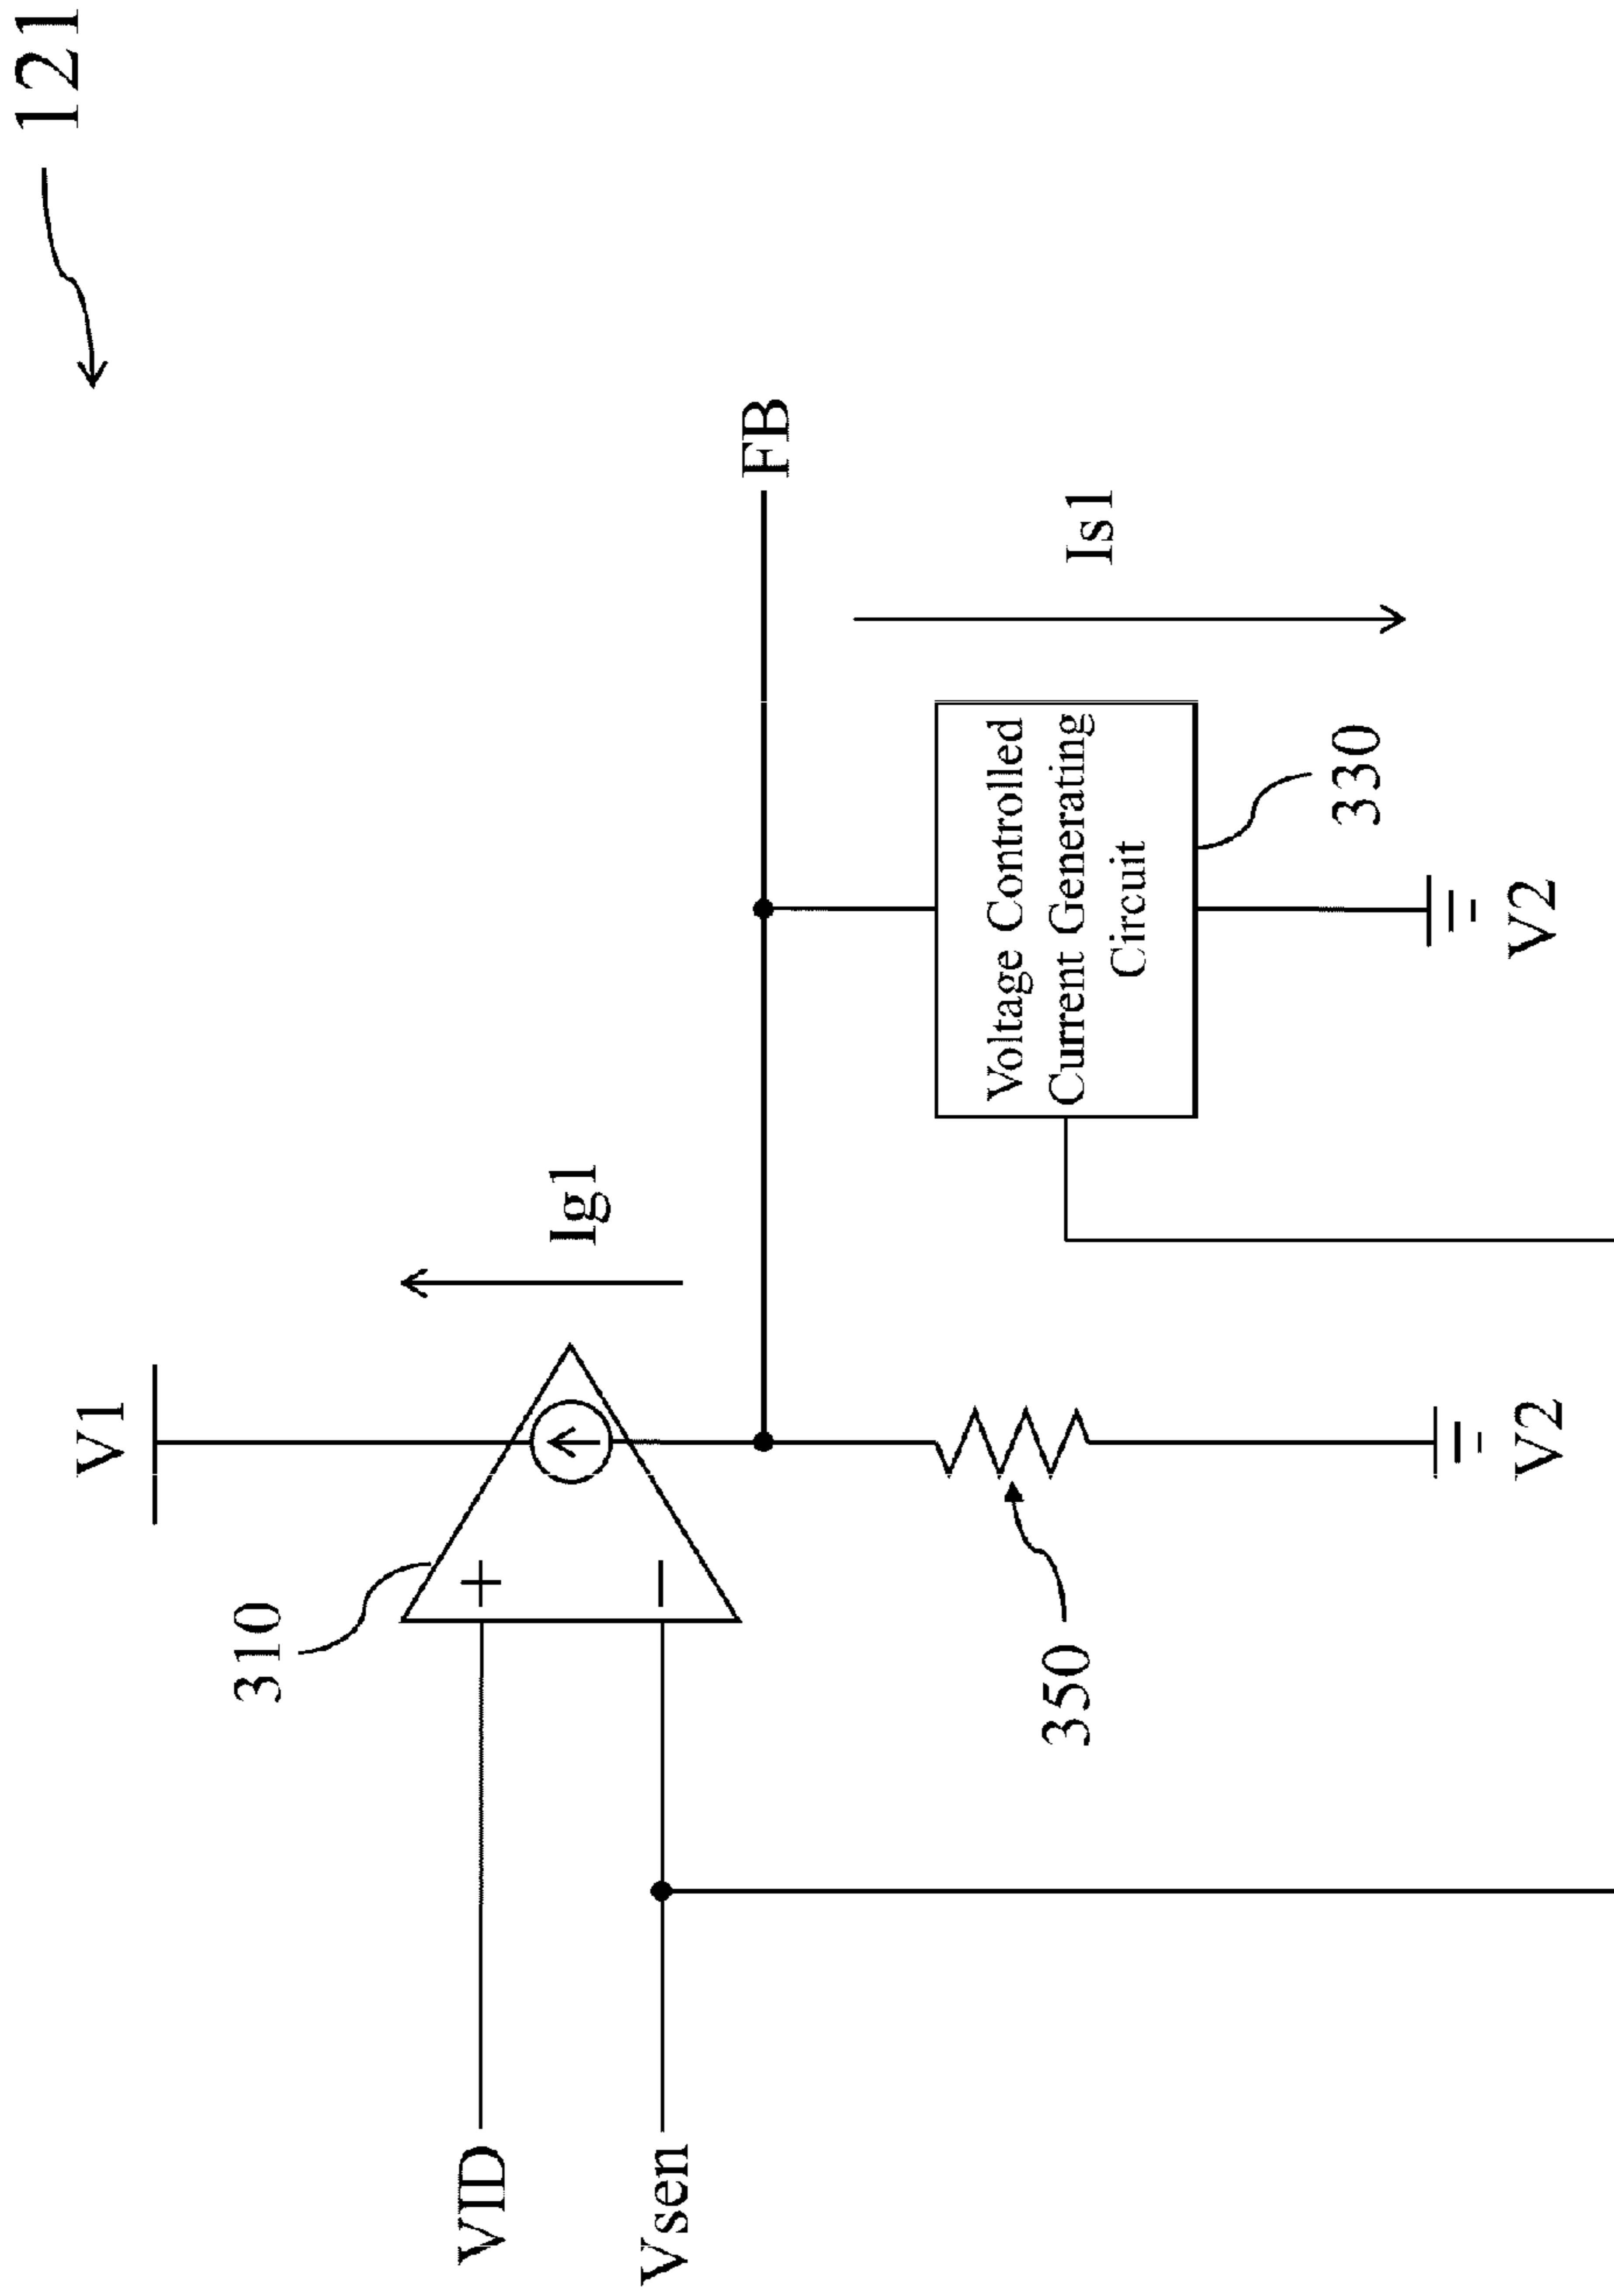 121
V1
310
Ig1
VID
+
Vsen
−
FB
350
Voltage Controlled
Current Generating
Circuit
Is1
330
V2
V2